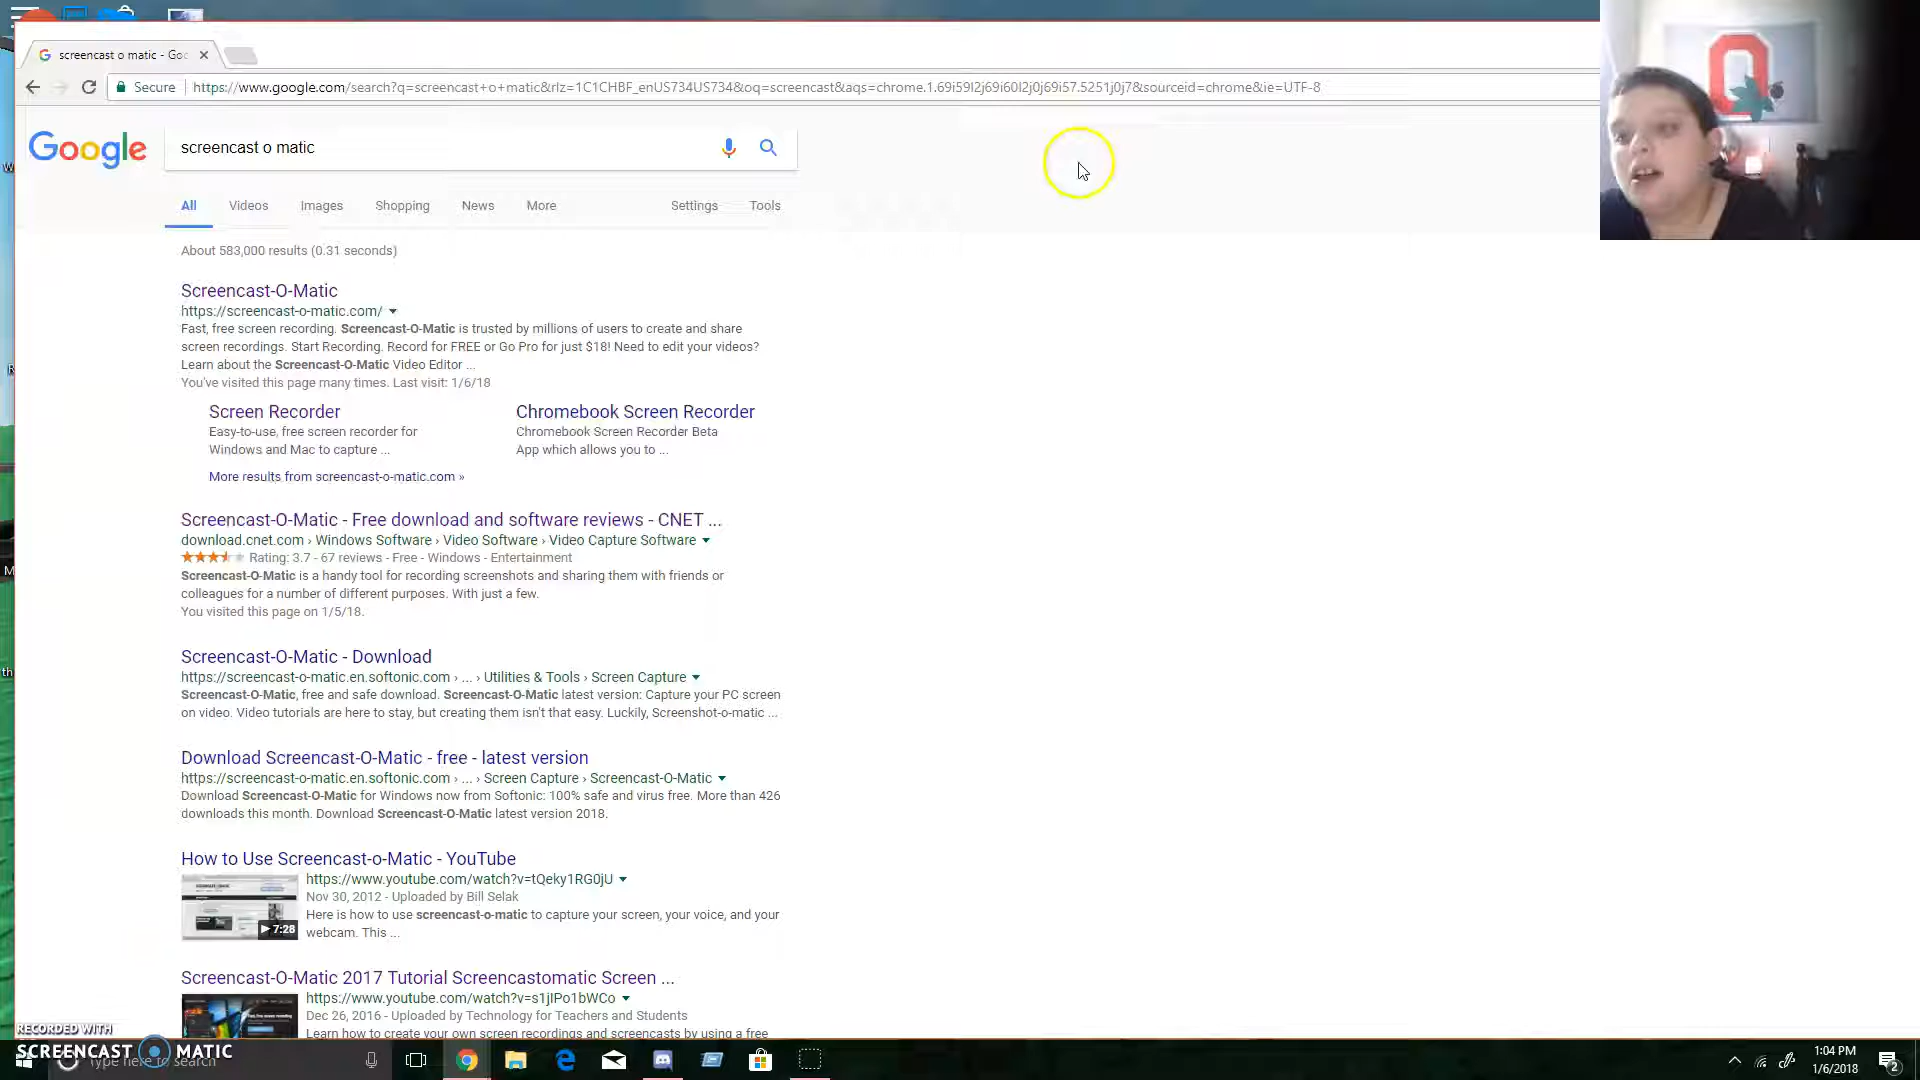 screencast o matic - Goo
Secure
https://www.google.com/search?q=screencast+o+matic&rlz=1C1CHBF_enUS734US734&oq=screencast&aqs=chrome.1.69i59l2j69i60l2j0j69i57.5251j0j7&sourceid=chrome&ie=UTF-8
Google
screencast o matic
All Videos Images Shopping News More Settings Tools
About 583,000 results (0.31 seconds)
Screencast-O-Matic
https://screencast-o-matic.com/
Fast, free screen recording. Screencast-O-Matic is trusted by millions of users to create and share
screen recordings. Start Recording. Record for FREE or Go Pro for just $18! Need to edit your videos?
Learn about the Screencast-O-Matic Video Editor ...
You've visited this page many times. Last visit: 1/6/18
Screen Recorder
Easy-to-use, free screen recorder for
Windows and Mac to capture ...
Chromebook Screen Recorder
Chromebook Screen Recorder Beta
App which allows you to ...
More results from screencast-o-matic.com »
Screencast-O-Matic - Free download and software reviews - CNET ...
download.cnet.com › Windows Software › Video Software › Video Capture Software
Rating: 3.7 - 67 reviews - Free - Windows - Entertainment
Screencast-O-Matic is a handy tool for recording screenshots and sharing them with friends or
colleagues for a number of different purposes. With just a few.
You visited this page on 1/5/18.
Screencast-O-Matic - Download
https://screencast-o-matic.en.softonic.com › ... › Utilities & Tools › Screen Capture
Screencast-O-Matic, free and safe download. Screencast-O-Matic latest version: Capture your PC screen
on video. Video tutorials are here to stay, but creating them isn't that easy. Luckily, Screenshot-o-matic ...
Download Screencast-O-Matic - free - latest version
https://screencast-o-matic.en.softonic.com › ... › Screen Capture › Screencast-O-Matic
Download Screencast-O-Matic for Windows now from Softonic: 100% safe and virus free. More than 426
downloads this month. Download Screencast-O-Matic latest version 2018.
How to Use Screencast-o-Matic - YouTube
https://www.youtube.com/watch?v=tQeky1RG0jU
Nov 30, 2012 - Uploaded by Bill Selak
Here is how to use screencast-o-matic to capture your screen, your voice, and your
webcam. This ...
7:28
Screencast-O-Matic 2017 Tutorial Screencastomatic Screen ...
https://www.youtube.com/watch?v=s1jIPo1bWCo
Dec 26, 2016 - Uploaded by Technology for Teachers and Students
Learn how to create your own screen recordings and screencasts by using a free
RECORDED WITH
SCREENCAST MATIC
Type here to search
1:04 PM
1/6/2018
2